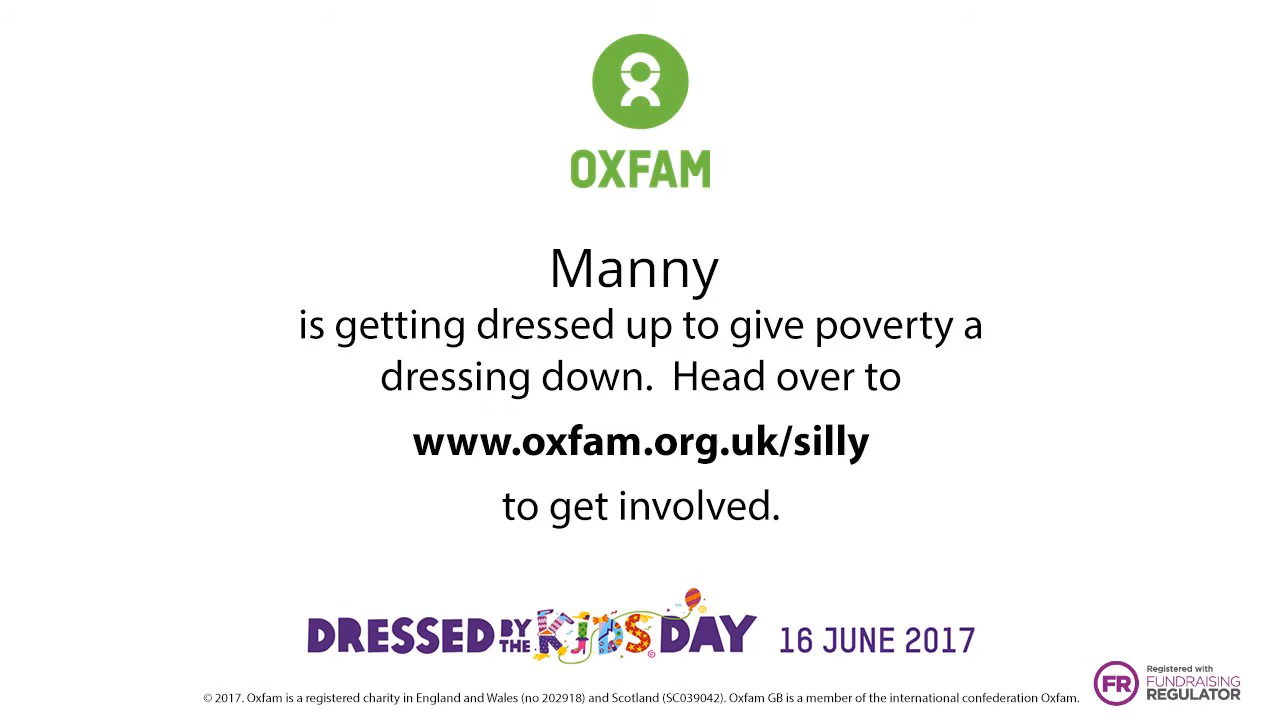 OXFAM
Manny
is getting dressed up to give poverty a
dressing down. Head over to
www.oxfam.org.uk/silly
to get involved.
DRESSED BY THE KIDS DAY 16 JUNE 2017
© 2017. Oxfam is a registered charity in England and Wales (no 202918) and Scotland (SC039042). Oxfam GB is a member of the international confederation Oxfam.
FR
Registered with
FUNDRAISING
REGULATOR